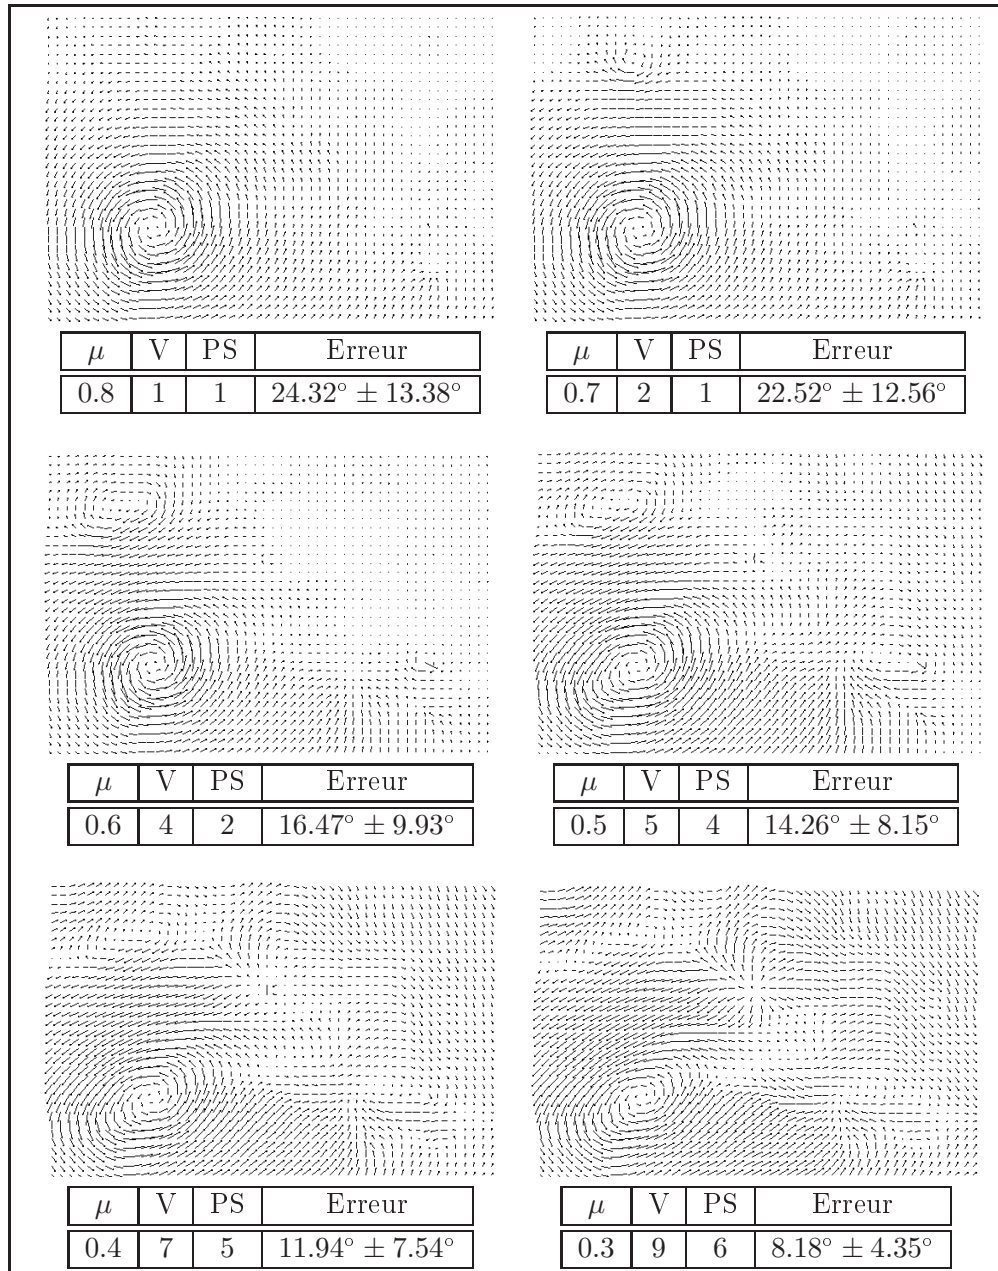 μ V PS Erreur
0.8 1 1 24.32° ± 13.38°
μ V PS Erreur
0.7 2 1 22.52° ± 12.56°
μ V PS Erreur
0.6 4 2 16.47° ± 9.93°
μ V PS Erreur
0.5 5 4 14.26° ± 8.15°
μ V PS Erreur
0.4 7 5 11.94° ± 7.54°
μ V PS Erreur
0.3 9 6 8.18° ± 4.35°